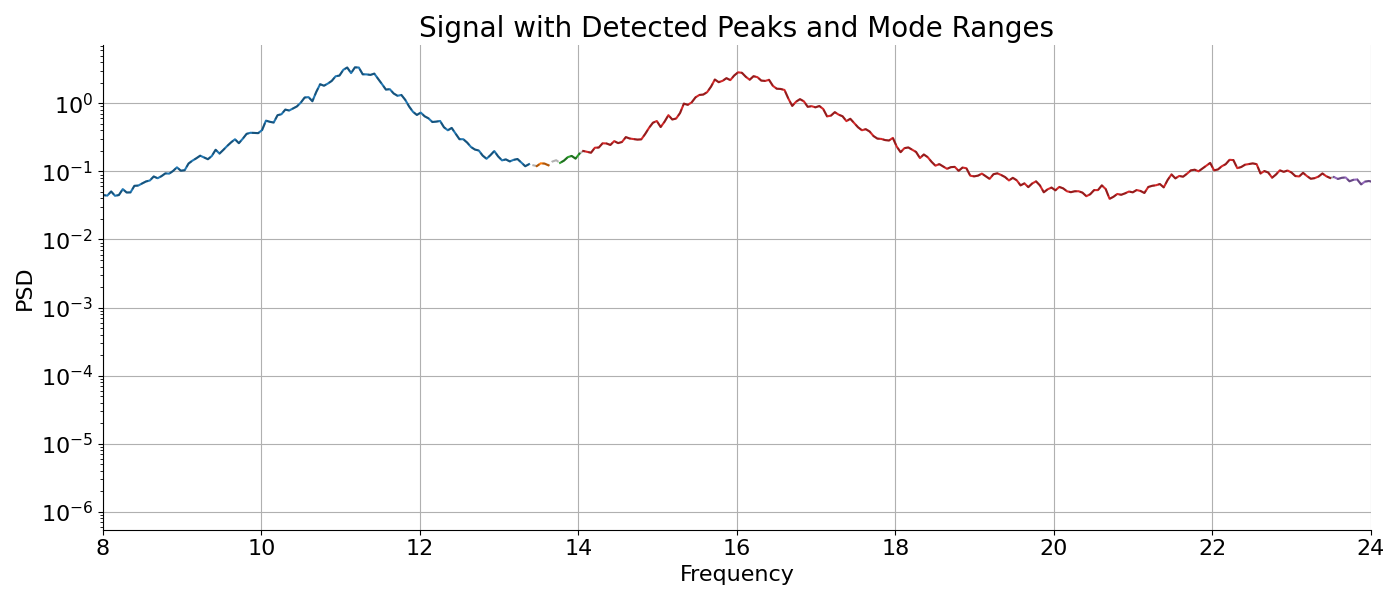 Signal with Detected Peaks and Mode Ranges
PSD
10⁰
10⁻¹
10⁻²
10⁻³
10⁻⁴
10⁻⁵
10⁻⁶
8 10 12 14 16 18 20 22 24
Frequency